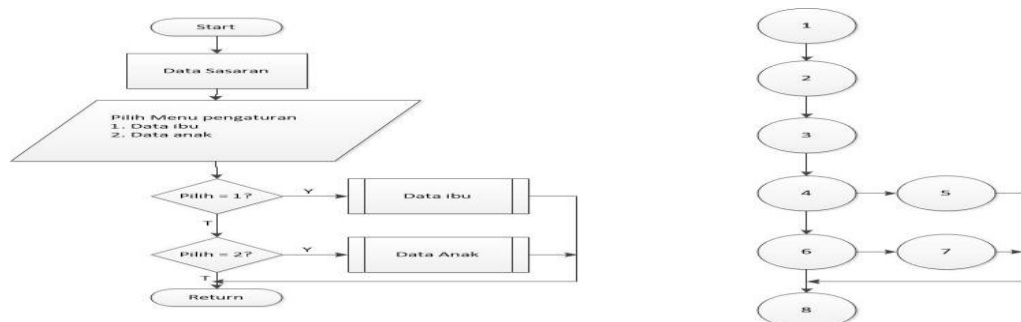 Start
Data Sasaran
Pilih Menu pengaturan
1. Data ibu
2. Data anak
Pilih = 1?
Y
Data ibu
T
Pilih = 2?
Y
Data Anak
T
Return
1
2
3
4
5
6
7
8